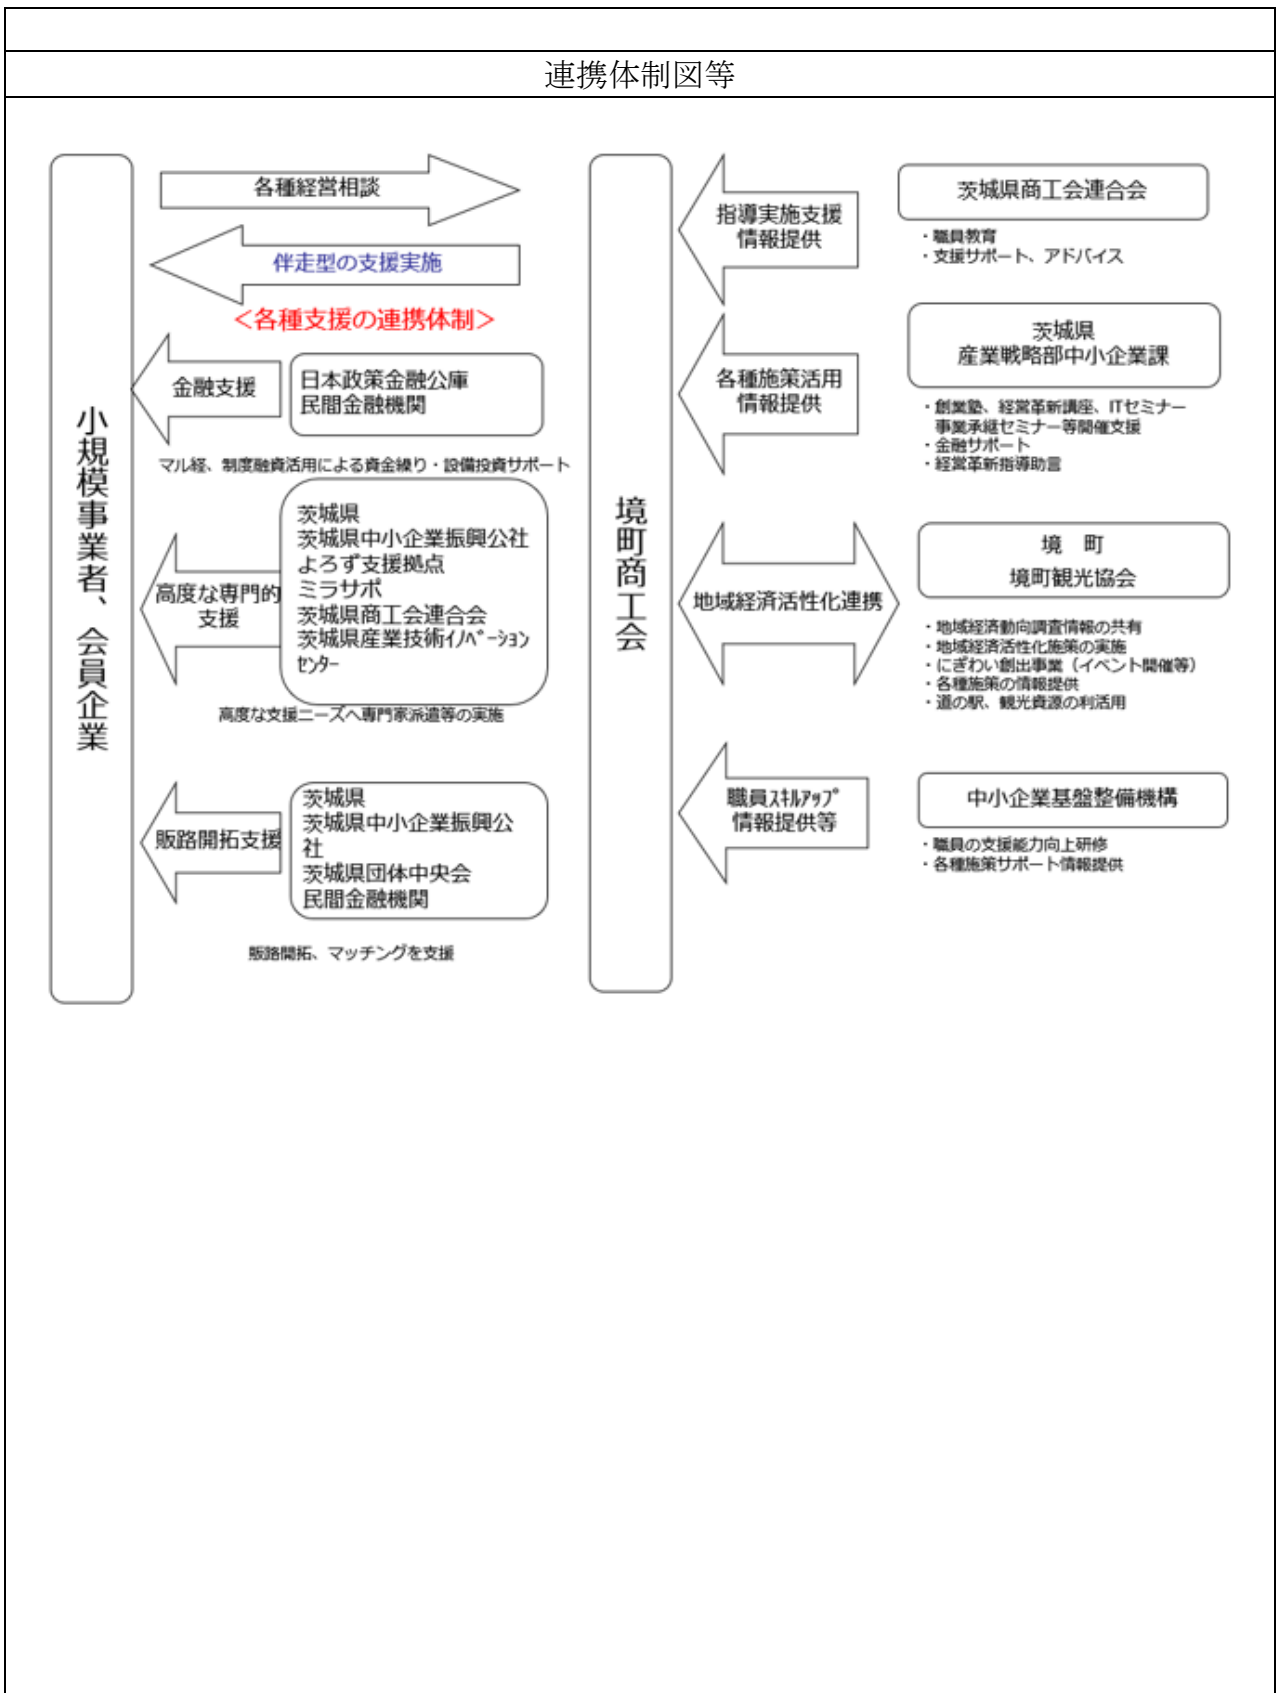 連携体制図等
小規模事業者、会員企業
各種経営相談
伴走型の支援実施
<各種支援の連携体制>
金融支援
日本政策金融公庫
民間金融機関
マル経、制度融資活用による資金繰り・設備投資サポート
高度な専門的
支援
茨城県
茨城県中小企業振興公社
よろず支援拠点
ミラサポ
茨城県商工会連合会
茨城県産業技術ｲﾉﾍﾞｰｼｮﾝ
ｾﾝﾀｰ
高度な支援ニーズへ専門家派遣等の実施
販路開拓支援
茨城県
茨城県中小企業振興公
社
茨城県団体中央会
民間金融機関
販路開拓、マッチングを支援
境町商工会
指導実施支援
情報提供
茨城県商工会連合会
・職員教育
・支援サポート、アドバイス
各種施策活用
情報提供
茨城県
産業戦略部中小企業課
・創業塾、経営革新講座、ITセミナー
事業承継セミナー等開催支援
・金融サポート
・経営革新指導助言
地域経済活性化連携
境　町
境町観光協会
・地域経済動向調査情報の共有
・地域経済活性化施策の実施
・にぎわい創出事業（イベント開催等）
・各種施策の情報提供
・道の駅、観光資源の利活用
職員ｽｷﾙｱｯﾌﾟ
情報提供等
中小企業基盤整備機構
・職員の支援能力向上研修
・各種施策サポート情報提供